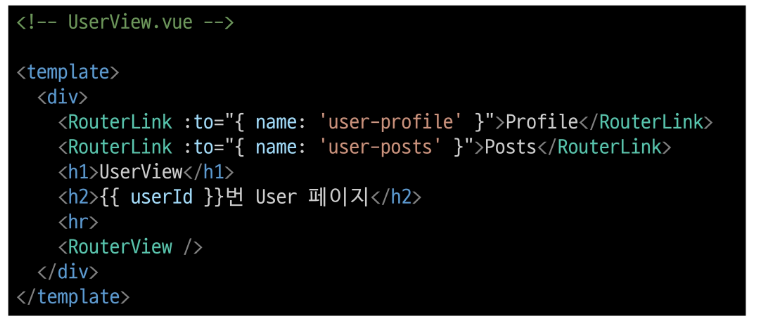 <!-- UserView.vue -->
<template>
<div>
<RouterLink :to="{ name: 'user-profile' }">Profile</RouterLink>
<RouterLink :to="{ name: 'user-posts' }">Posts</RouterLink>
<h1>UserView</h1>
<h2>{{ userId }}번 User 페이지</h2>
<hr>
<RouterView />
</div>
</template>